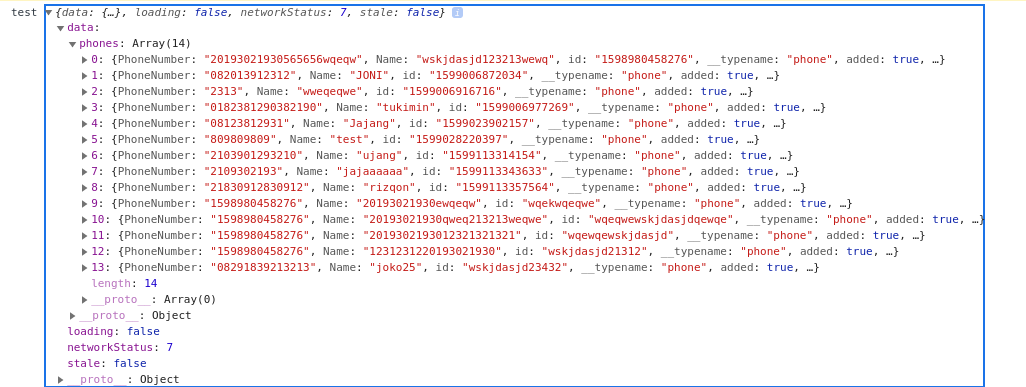 test ▼{data: {…}, loading: false, networkStatus: 7, stale: false} i
▼data:
▼phones: Array(14)
▶0: {PhoneNumber: "20193021930565656wqeqw", Name: "wskjdasjd123213wewq", id: "1598980458276", __typename: "phone", added: true, …}
▶1: {PhoneNumber: "082013912312", Name: "JONI", id: "1599006872034", __typename: "phone", added: true, …}
▶2: {PhoneNumber: "2313", Name: "wweqeqwe", id: "1599006916716", __typename: "phone", added: true, …}
▶3: {PhoneNumber: "0182381290382190", Name: "tukimin", id: "1599006977269", __typename: "phone", added: true, …}
▶4: {PhoneNumber: "08123812931", Name: "Jajang", id: "1599023902157", __typename: "phone", added: true, …}
▶5: {PhoneNumber: "809809809", Name: "test", id: "1599028220397", __typename: "phone", added: true, …}
▶6: {PhoneNumber: "2103901293210", Name: "ujang", id: "1599113314154", __typename: "phone", added: true, …}
▶7: {PhoneNumber: "2109302193", Name: "jajaaaaaa", id: "1599113343633", __typename: "phone", added: true, …}
▶8: {PhoneNumber: "21830912830912", Name: "rizqon", id: "1599113357564", __typename: "phone", added: true, …}
▶9: {PhoneNumber: "1598980458276", Name: "20193021930ewqeqw", id: "wqekwqeqwe", __typename: "phone", added: true, …}
▶10: {PhoneNumber: "1598980458276", Name: "20193021930qweq213213weqwe", id: "wqeqwewskjdasjdqewqe", __typename: "phone", added: true, …}
▶11: {PhoneNumber: "1598980458276", Name: "2019302193012321321321", id: "wqewqewskjdasjd", __typename: "phone", added: true, …}
▶12: {PhoneNumber: "1598980458276", Name: "1231231220193021930", id: "wskjdasjd21312", __typename: "phone", added: true, …}
▶13: {PhoneNumber: "08291839213213", Name: "joko25", id: "wskjdasjd23432", __typename: "phone", added: true, …}
length: 14
▶__proto__: Array(0)
▶__proto__: Object
loading: false
networkStatus: 7
stale: false
▶__proto__: Object